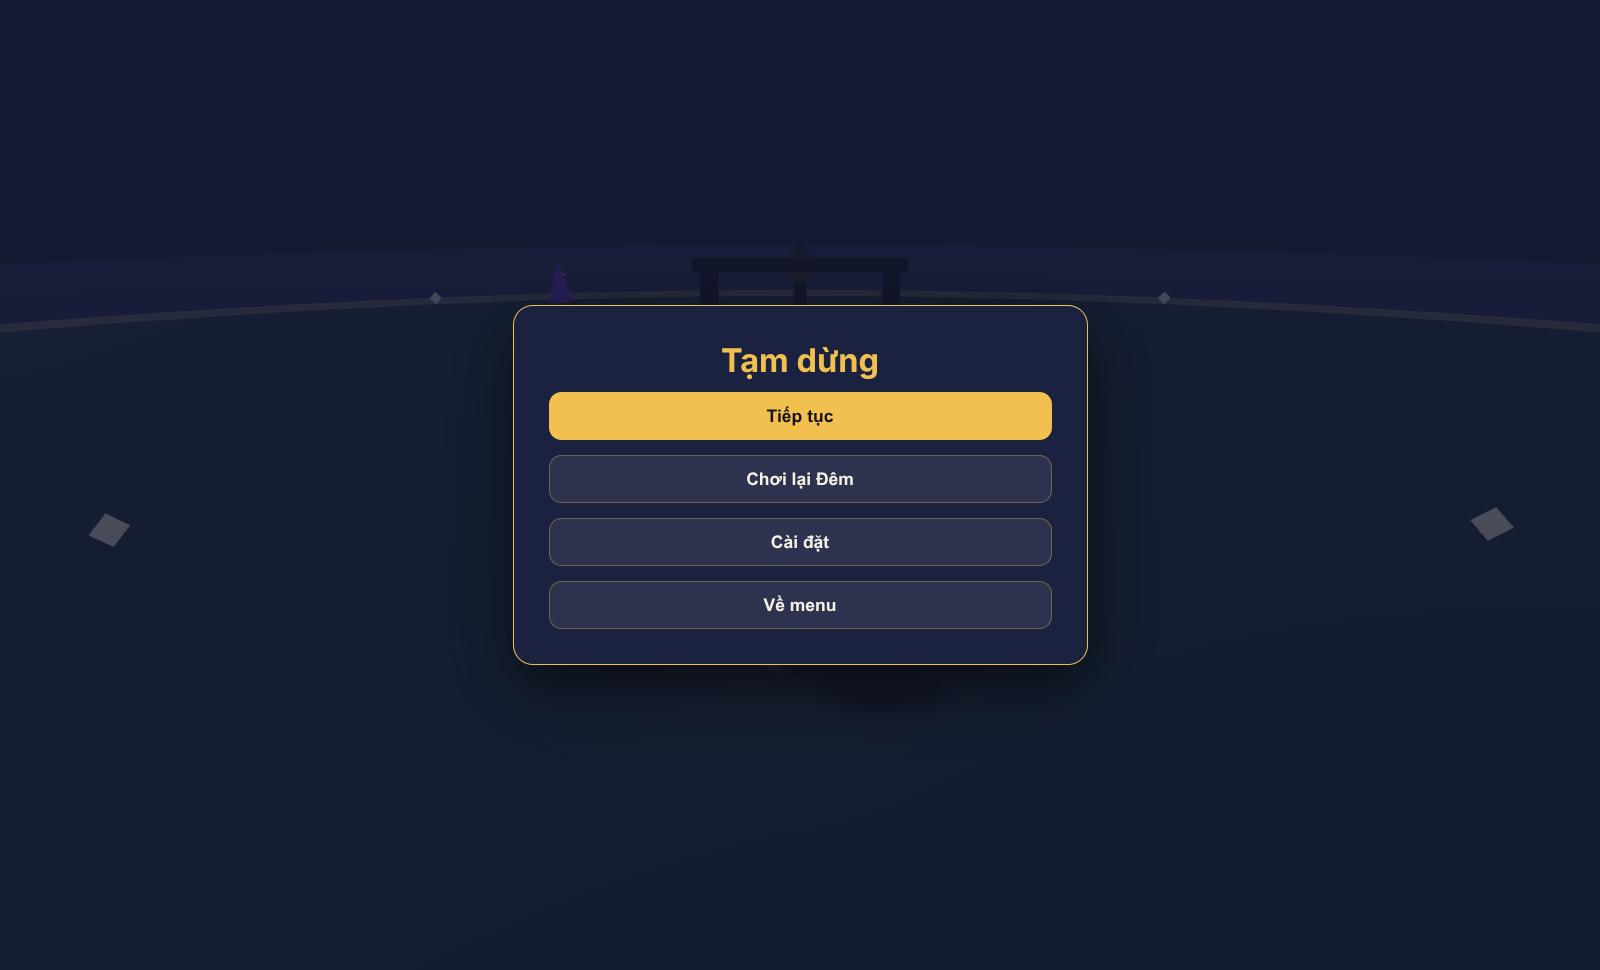 Tạm dừng
Tiếp tục
Chơi lại Đêm
Cài đặt
Về menu